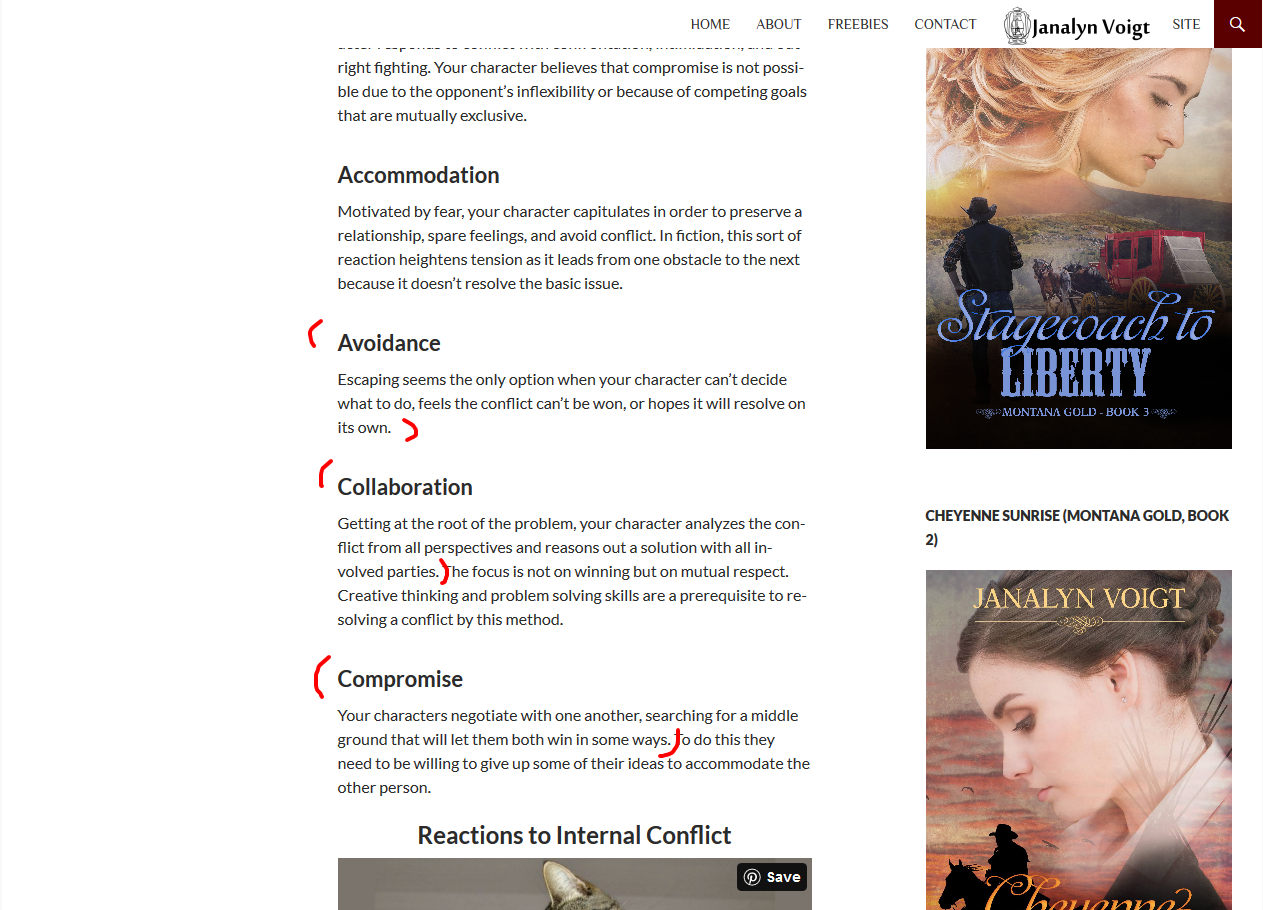 HOME ABOUT FREEBIES CONTACT Janalyn Voigt SITE
right fighting. Your character believes that compromise is not possi-
ble due to the opponent’s inflexibility or because of competing goals
that are mutually exclusive.
Accommodation
Motivated by fear, your character capitulates in order to preserve a
relationship, spare feelings, and avoid conflict. In fiction, this sort of
reaction heightens tension as it leads from one obstacle to the next
because it doesn’t resolve the basic issue.
Avoidance
Escaping seems the only option when your character can’t decide
what to do, feels the conflict can’t be won, or hopes it will resolve on
its own.
Collaboration
Getting at the root of the problem, your character analyzes the con-
flict from all perspectives and reasons out a solution with all in-
volved parties. The focus is not on winning but on mutual respect.
Creative thinking and problem solving skills are a prerequisite to re-
solving a conflict by this method.
Compromise
Your characters negotiate with one another, searching for a middle
ground that will let them both win in some ways. To do this they
need to be willing to give up some of their ideas to accommodate the
other person.
Reactions to Internal Conflict
Save
Stagecoach to
LIBERTY
MONTANA GOLD - BOOK 3
CHEYENNE SUNRISE (MONTANA GOLD, BOOK
2)
JANALYN VOIGT
Cheyenne